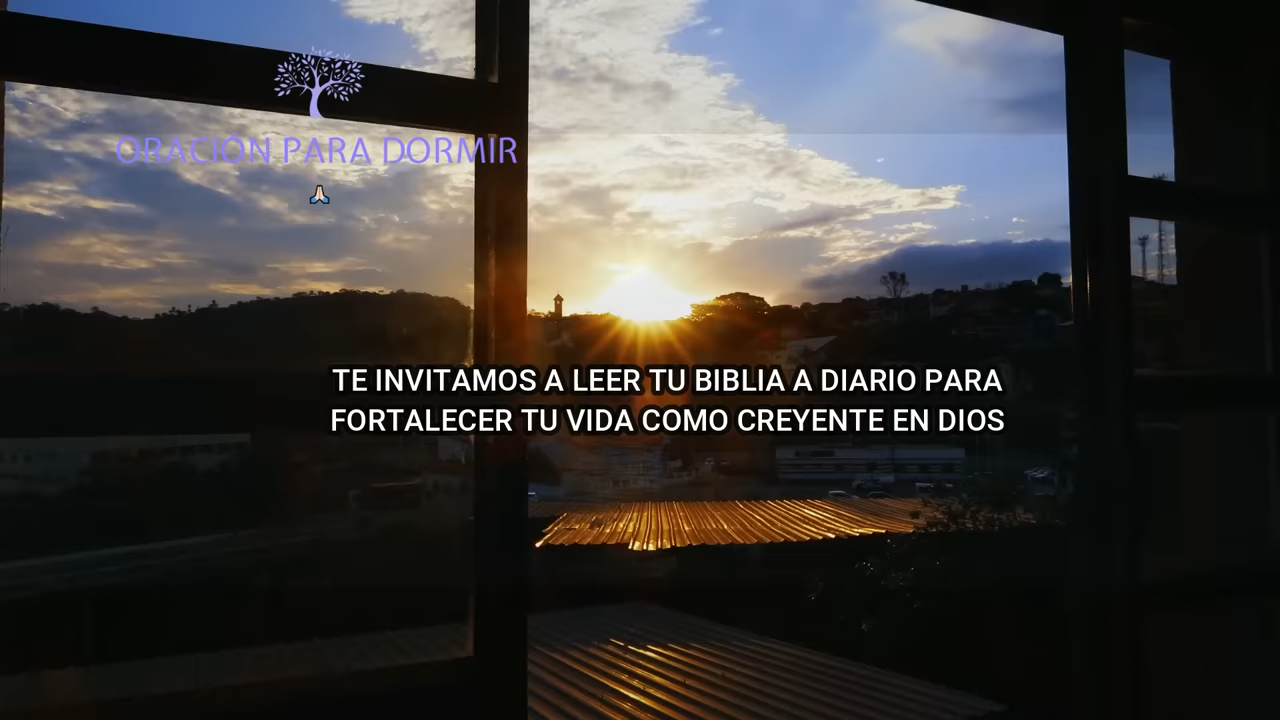 ORACIÓN PARA DORMIR
TE INVITAMOS A LEER TU BIBLIA A DIARIO PARA
FORTALECER TU VIDA COMO CREYENTE EN DIOS